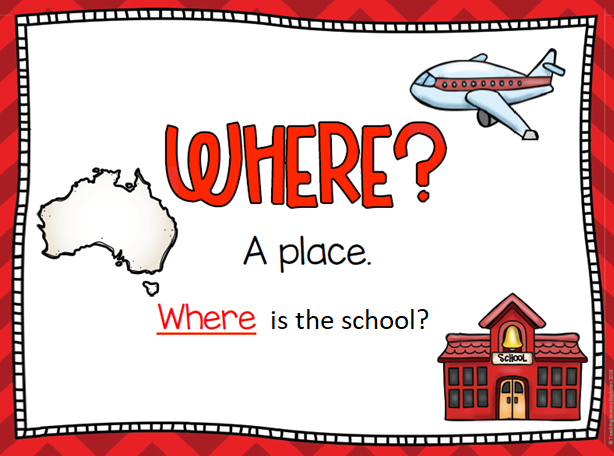 WHERE?
A place.
Where is the school?
SCHOOL